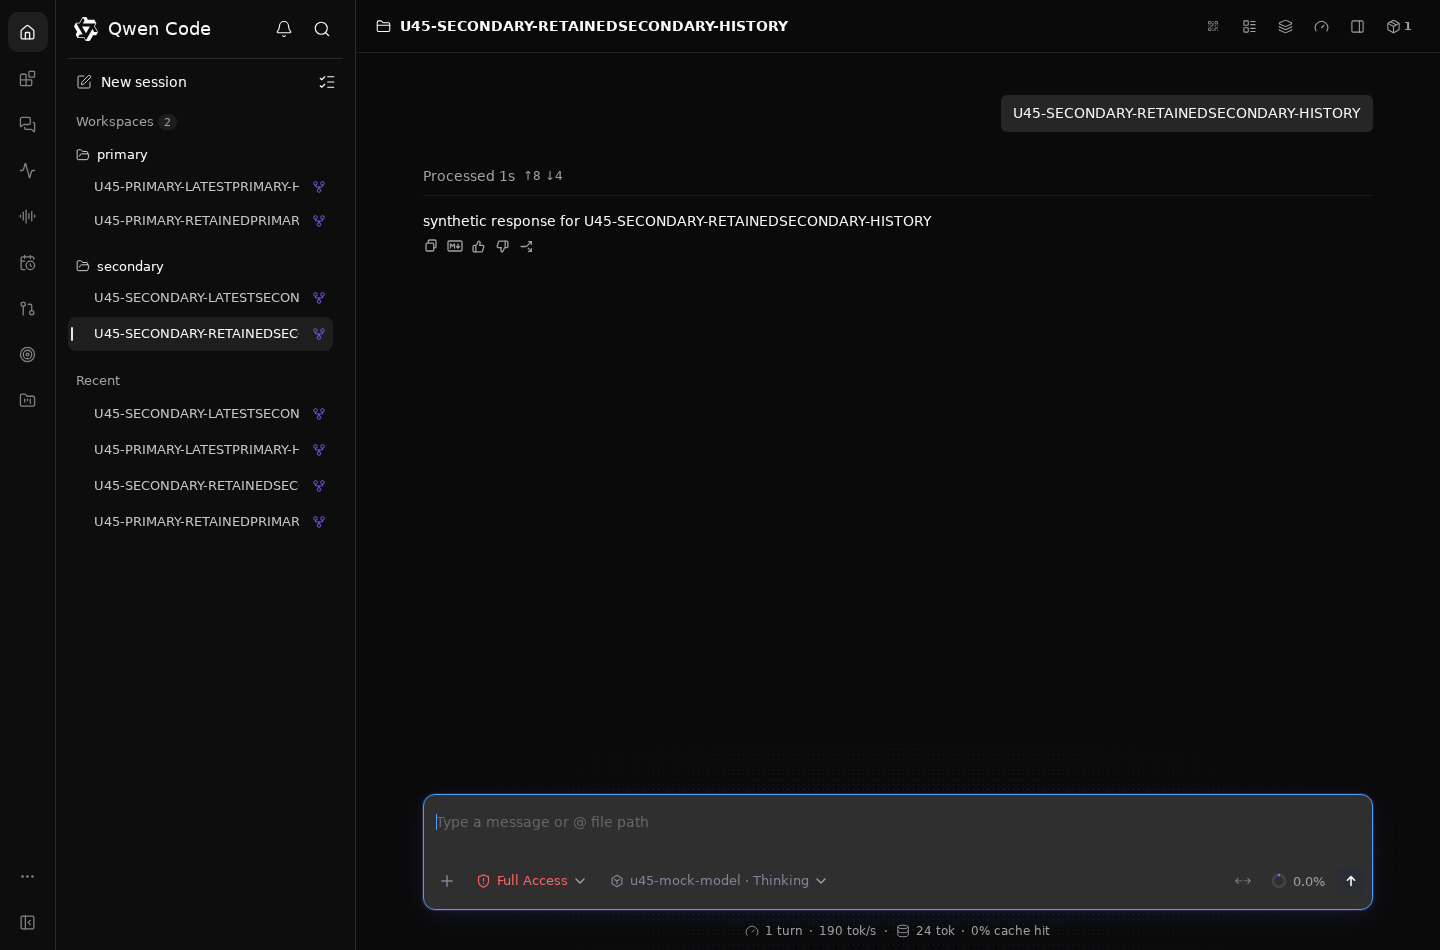 Qwen Code
New session
Workspaces 2
primary
U45-PRIMARY-LATESTPRIMARY-H
U45-PRIMARY-RETAINEDPRIMAR
secondary
U45-SECONDARY-LATESTSECON
U45-SECONDARY-RETAINEDSEC
Recent
U45-SECONDARY-LATESTSECON
U45-PRIMARY-LATESTPRIMARY-H
U45-SECONDARY-RETAINEDSEC
U45-PRIMARY-RETAINEDPRIMAR
U45-SECONDARY-RETAINEDSECONDARY-HISTORY
1
U45-SECONDARY-RETAINEDSECONDARY-HISTORY
Processed 1s ↑8 ↓4
synthetic response for U45-SECONDARY-RETAINEDSECONDARY-HISTORY
Type a message or @ file path
Full Access
u45-mock-model · Thinking
0.0%
1 turn · 190 tok/s · 24 tok · 0% cache hit